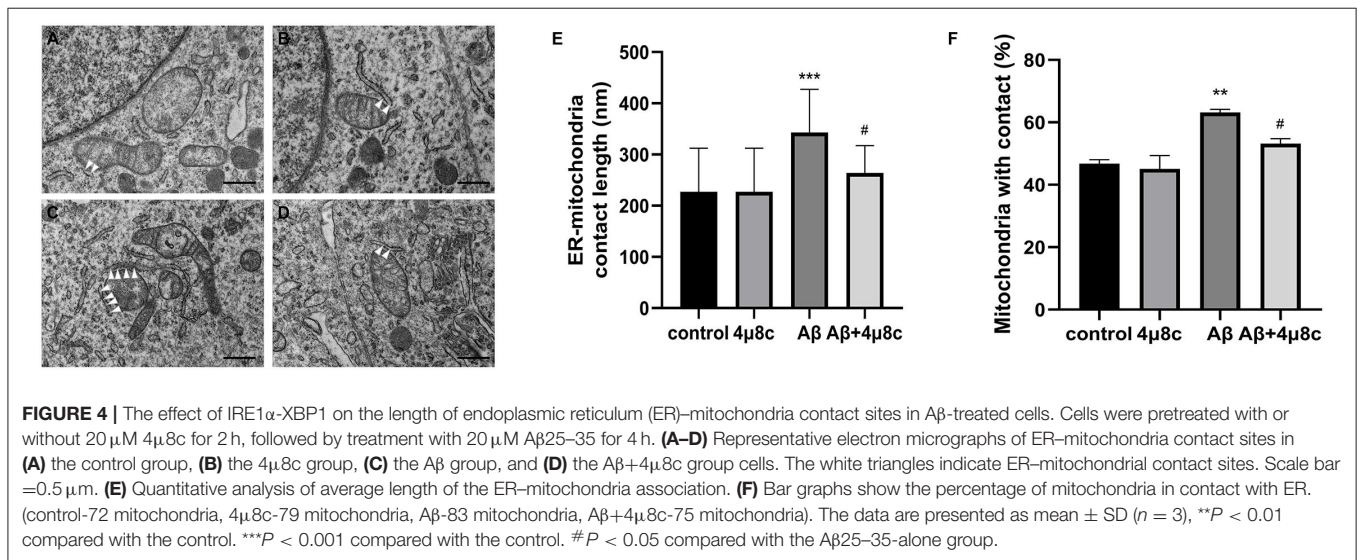 A
B
C
D
E
ER-mitochondria
contact length (nm)
500
400
300
200
100
0
***
#
control 4μ8c Aβ Aβ+4μ8c
F
Mitochondria with contact (%)
80
60
40
20
0
**
#
control 4μ8c Aβ Aβ+4μ8c
FIGURE 4 | The effect of IRE1α-XBP1 on the length of endoplasmic reticulum (ER)–mitochondria contact sites in Aβ-treated cells. Cells were pretreated with or
without 20 μM 4μ8c for 2 h, followed by treatment with 20 μM Aβ25–35 for 4 h. (A–D) Representative electron micrographs of ER–mitochondria contact sites in
(A) the control group, (B) the 4μ8c group, (C) the Aβ group, and (D) the Aβ+4μ8c group cells. The white triangles indicate ER–mitochondrial contact sites. Scale bar
=0.5 μm. (E) Quantitative analysis of average length of the ER–mitochondria association. (F) Bar graphs show the percentage of mitochondria in contact with ER.
(control-72 mitochondria, 4μ8c-79 mitochondria, Aβ-83 mitochondria, Aβ+4μ8c-75 mitochondria). The data are presented as mean ± SD (n = 3), **P < 0.01
compared with the control. ***P < 0.001 compared with the control. #P < 0.05 compared with the Aβ25–35-alone group.